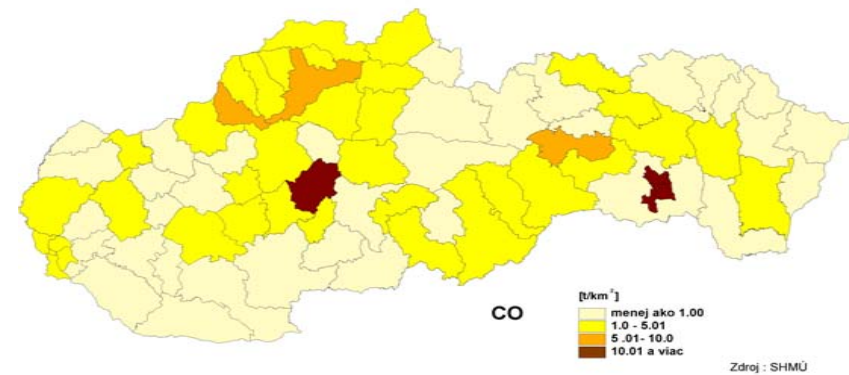 CO
[t/km²]
menej ako 1.00
1.0 - 5.01
5 .01- 10.0
10.01 a viac
Zdroj : SHMÚ